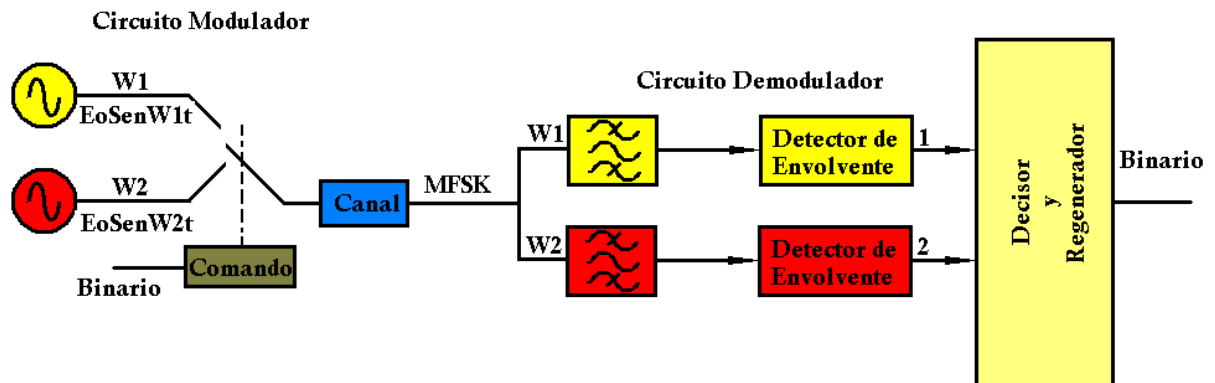 Circuito Modulador
W1
EoSenW1t
W2
EoSenW2t
Binario
Comando
Canal
MFSK
Circuito Demodulador
W1
Detector de
Envolvente
1
W2
Detector de
Envolvente
2
Decisor
y
Regenerador
Binario